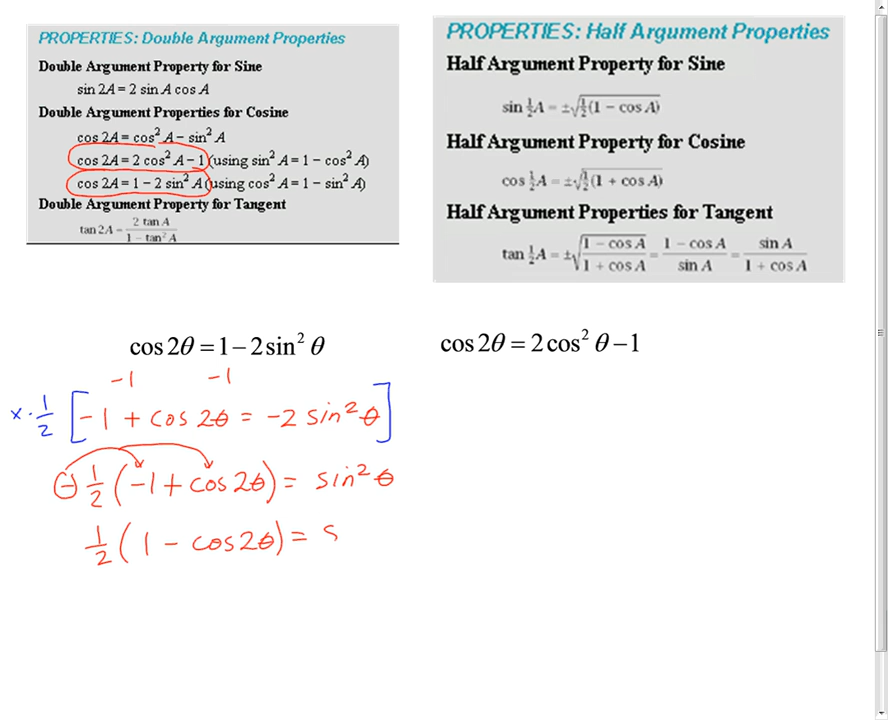 PROPERTIES: Double Argument Properties
Double Argument Property for Sine
sin 2A = 2 sin A cos A
Double Argument Properties for Cosine
cos 2A = cos² A – sin² A
cos 2A = 2 cos² A – 1 (using sin² A = 1 – cos² A)
cos 2A = 1 – 2 sin² A (using cos² A = 1 – sin² A)
Double Argument Property for Tangent
tan 2A = 2 tan A / 1 – tan² A
PROPERTIES: Half Argument Properties
Half Argument Property for Sine
sin ½A = ±√½(1 – cos A)
Half Argument Property for Cosine
cos ½A = ±√½(1 + cos A)
Half Argument Properties for Tangent
tan ½A = ±√(1 – cos A / 1 + cos A) = 1 – cos A / sin A = sin A / 1 + cos A
cos 2θ = 1 – 2 sin² θ
-1 -1
x · ½ [ -1 + cos 2θ = -2 sin² θ ]
- ½ ( -1 + cos 2θ ) = sin² θ
½ ( 1 - cos 2θ ) = s
cos 2θ = 2 cos² θ – 1